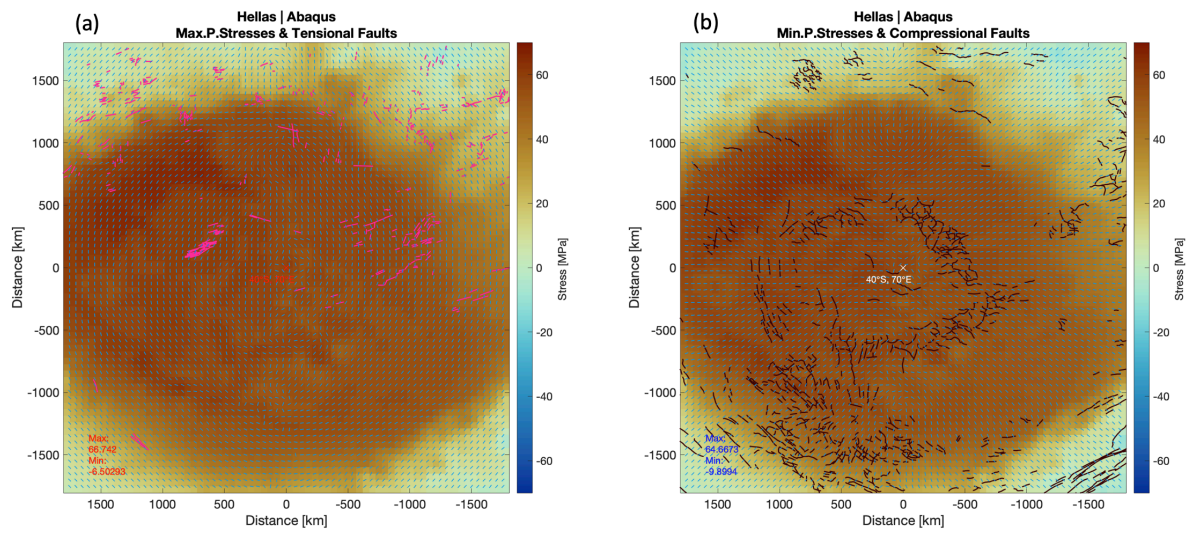 (a)
Hellas | Abaqus
Max.P.Stresses & Tensional Faults
1500
1000
500
0
-500
-1000
-1500
Distance [km]
1500
1000
500
0
-500
-1000
-1500
Distance [km]
Max:
66.742
Min:
-6.50293
60
40
20
0
-20
-40
-60
Stress [MPa]
(b)
Hellas | Abaqus
Min.P.Stresses & Compressional Faults
1500
1000
500
0
-500
-1000
-1500
Distance [km]
1500
1000
500
0
-500
-1000
-1500
Distance [km]
40°S, 70°E
Max:
64.6673
Min:
-9.8994
60
40
20
0
-20
-40
-60
Stress [MPa]